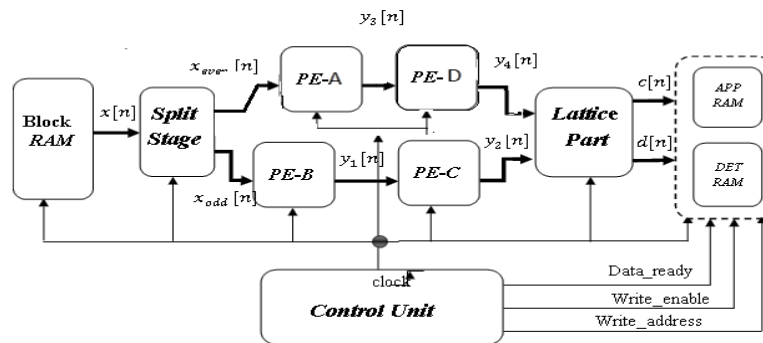 y₃[n]
x_even[n]
PE-A
PE-D
y₄[n]
Block
RAM
x[n]
Split
Stage
Lattice
Part
c[n]
APP
RAM
x_odd[n]
PE-B
y₁[n]
PE-C
y₂[n]
d[n]
DET
RAM
clock
Control Unit
Data_ready
Write_enable
Write_address